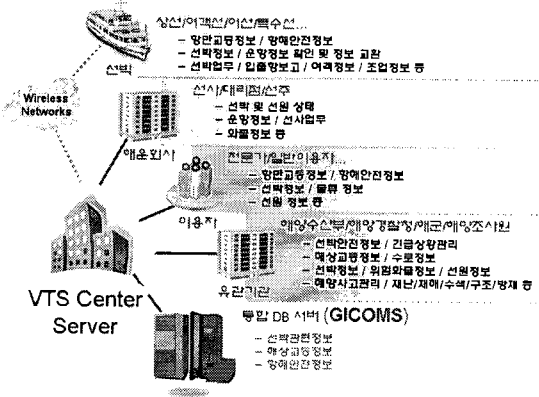 상선/여객선/어선/특수선...
– 항만교통정보 / 항해안전정보
– 선박정보 / 운항정보 확인 및 정보 교환
– 선박업무 / 입출항보고 / 여객정보 / 조업정보 등
선박
Wireless
Networks
선사/대리점/선주
– 선박 및 선원 상태
– 운항정보 / 선사업무
– 화물정보 등
해운회사
전문가/일반이용자...
– 항만교통정보 / 항해안전정보
– 선박정보 / 물류 정보
– 선원 정보 등
이용자
해양수산부/해양경찰청/해군/해양조사원
– 선박안전정보 / 긴급상황관리
– 해상교통정보 / 수로정보
– 선박정보 / 위험화물정보 / 선원정보
– 해양사고관리 / 재난/재해/수색/구조/방재 등
유관기관
VTS Center
Server
통합 DB 서버 (GICOMS)
– 선박관련정보
– 해상교통정보
– 항해안전정보